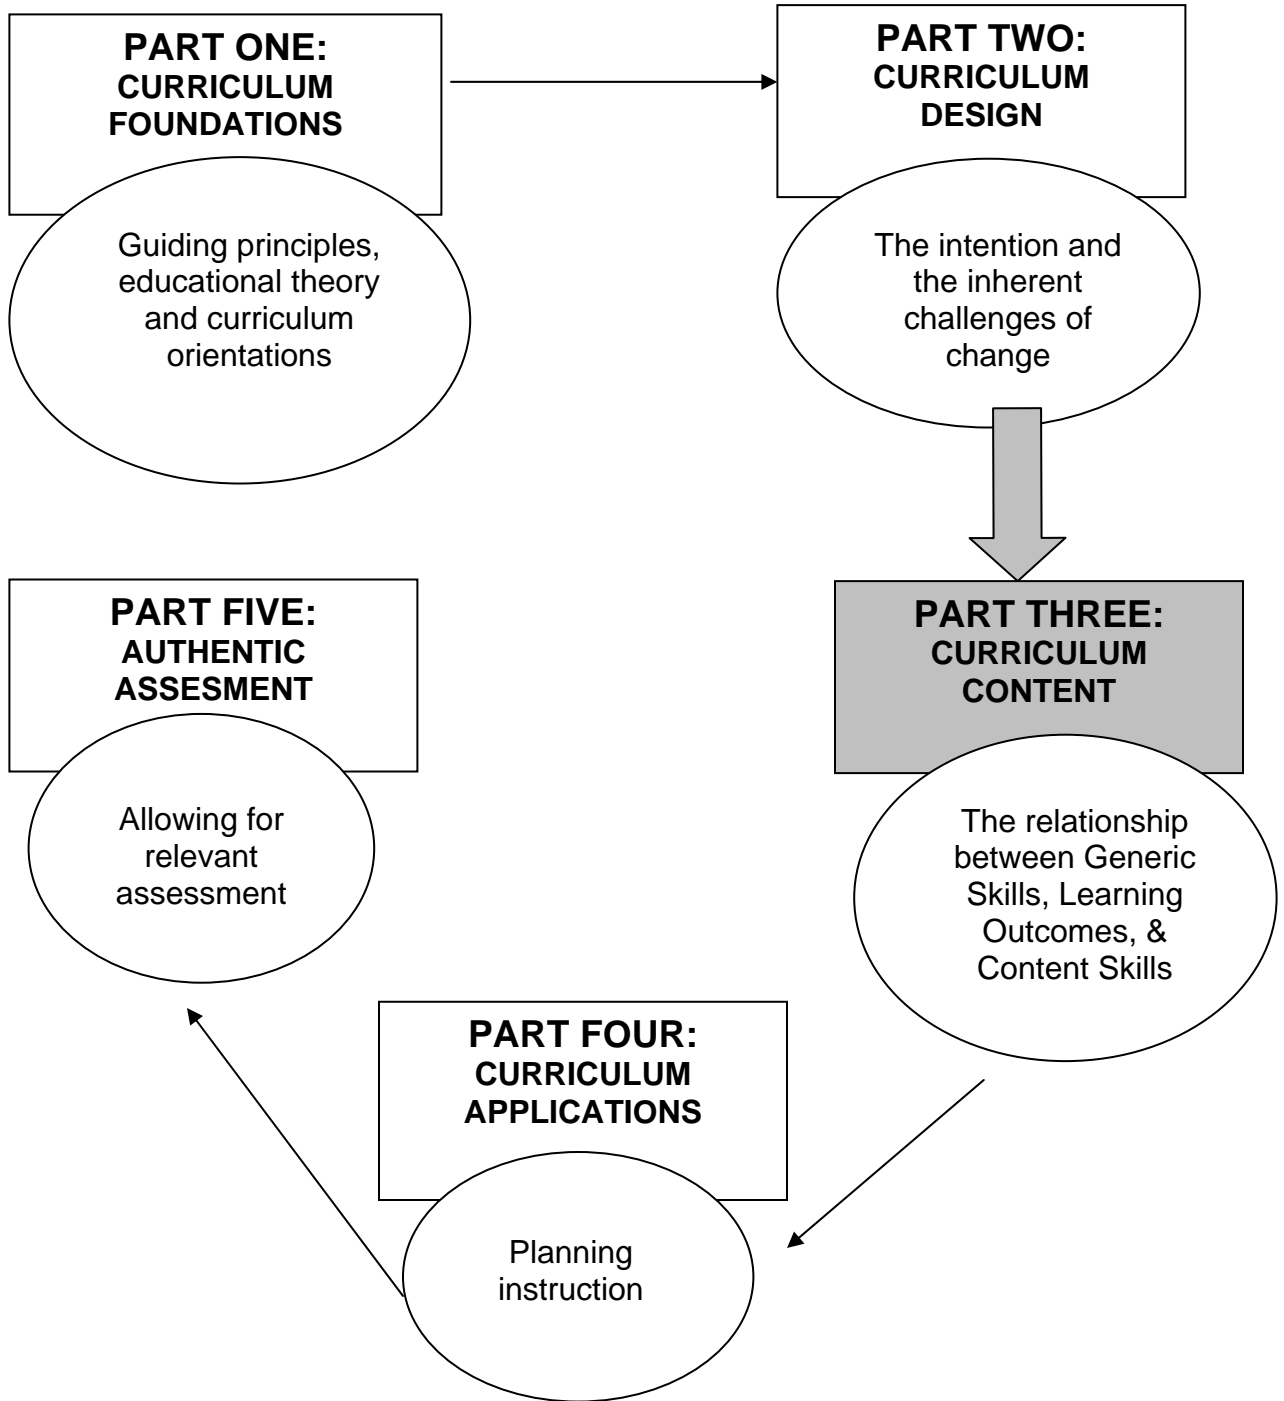 PART ONE:
CURRICULUM
FOUNDATIONS
Guiding principles,
educational theory
and curriculum
orientations
PART TWO:
CURRICULUM
DESIGN
The intention and
the inherent
challenges of
change
PART THREE:
CURRICULUM
CONTENT
The relationship
between Generic
Skills, Learning
Outcomes, &
Content Skills
PART FOUR:
CURRICULUM
APPLICATIONS
Planning
instruction
PART FIVE:
AUTHENTIC
ASSESMENT
Allowing for
relevant
assessment